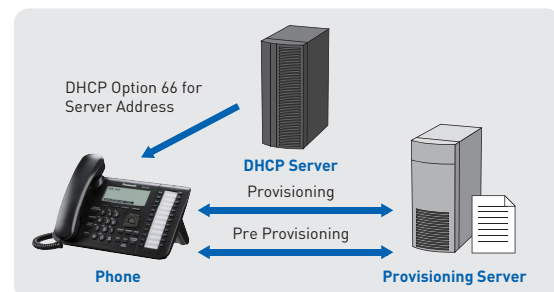 DHCP Option 66 for
Server Address
DHCP Server
Provisioning
Pre Provisioning
Phone
Provisioning Server